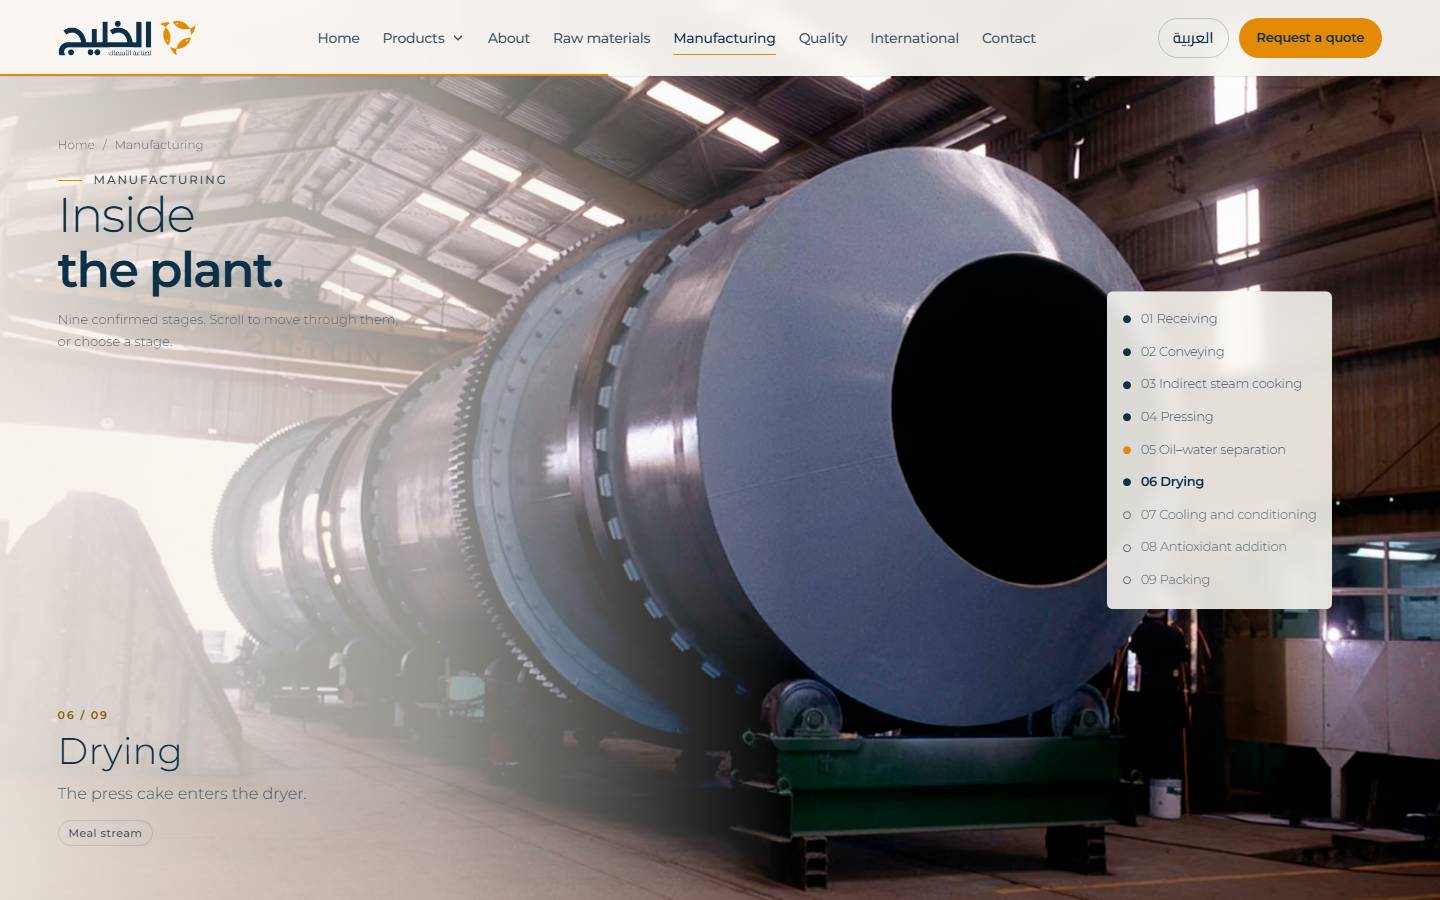 الخليج
لصناعة الأسماك
Home
Products
About
Raw materials
Manufacturing
Quality
International
Contact
العربية
Request a quote
Home / Manufacturing
MANUFACTURING
Inside
the plant.
Nine confirmed stages. Scroll to move through them,
or choose a stage.
01 Receiving
02 Conveying
03 Indirect steam cooking
04 Pressing
05 Oil–water separation
06 Drying
07 Cooling and conditioning
08 Antioxidant addition
09 Packing
06 / 09
Drying
The press cake enters the dryer.
Meal stream